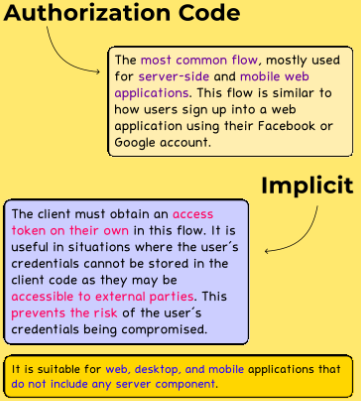 Authorization Code
The most common flow, mostly used
for server-side and mobile web
applications. This flow is similar to
how users sign up into a web
application using their Facebook or
Google account.
Implicit
The client must obtain an access
token on their own in this flow. It is
useful in situations where the user's
credentials cannot be stored in the
client code as they may be
accessible to external parties. This
prevents the risk of the user's
credentials being compromised.
It is suitable for web, desktop, and mobile applications that
do not include any server component.